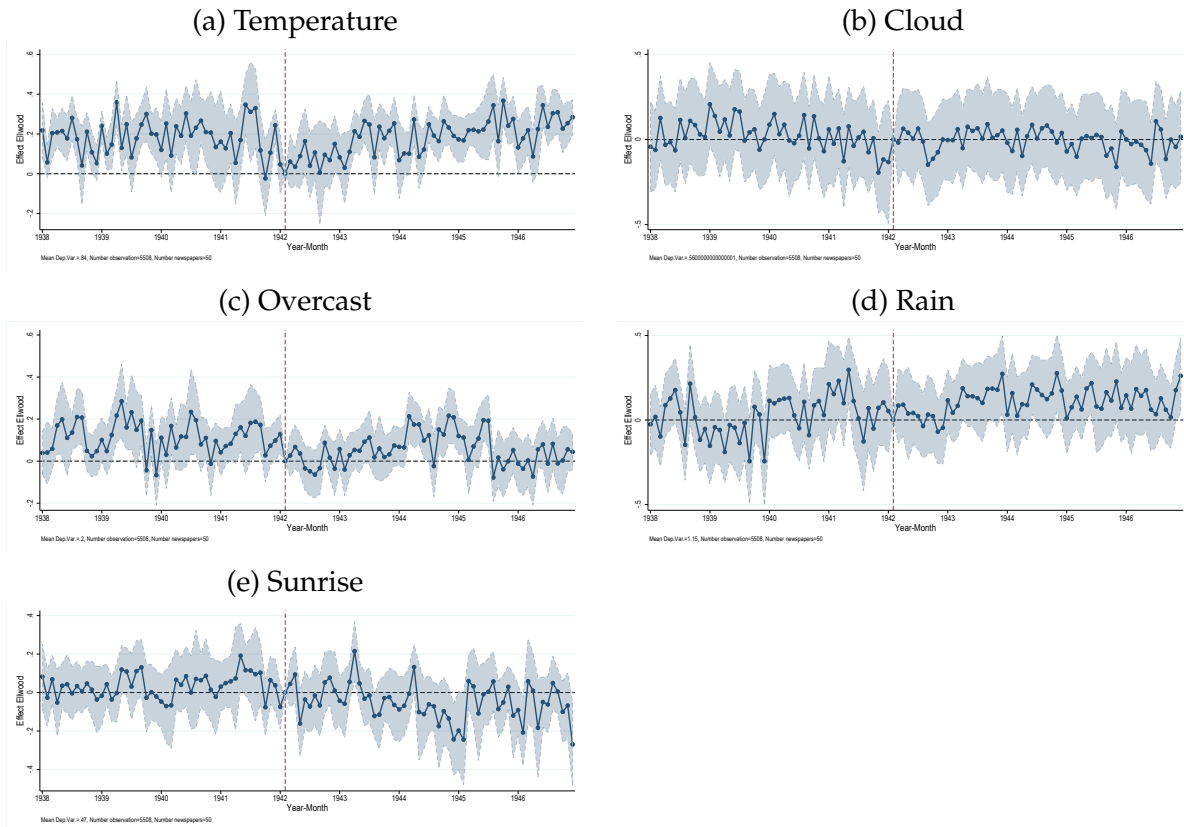 (a) Temperature
Effect Ellwood
.6
.4
.2
0
-.2
1938 1939 1940 1941 1942 1943 1944 1945 1946
Year-Month
Mean Dep.Var.=.84, Number observation=5508, Number newspapers=50
(b) Cloud
Effect Ellwood
.5
0
-.5
1938 1939 1940 1941 1942 1943 1944 1945 1946
Year-Month
Mean Dep.Var.=.5600000000000001, Number observation=5508, Number newspapers=50
(c) Overcast
Effect Ellwood
.6
.4
.2
0
-.2
1938 1939 1940 1941 1942 1943 1944 1945 1946
Year-Month
Mean Dep.Var.=.2, Number observation=5508, Number newspapers=50
(d) Rain
Effect Ellwood
.5
0
-.5
1938 1939 1940 1941 1942 1943 1944 1945 1946
Year-Month
Mean Dep.Var.=1.15, Number observation=5508, Number newspapers=50
(e) Sunrise
Effect Ellwood
.4
.2
0
-.2
-.4
1938 1939 1940 1941 1942 1943 1944 1945 1946
Year-Month
Mean Dep.Var.=.47, Number observation=5508, Number newspapers=50